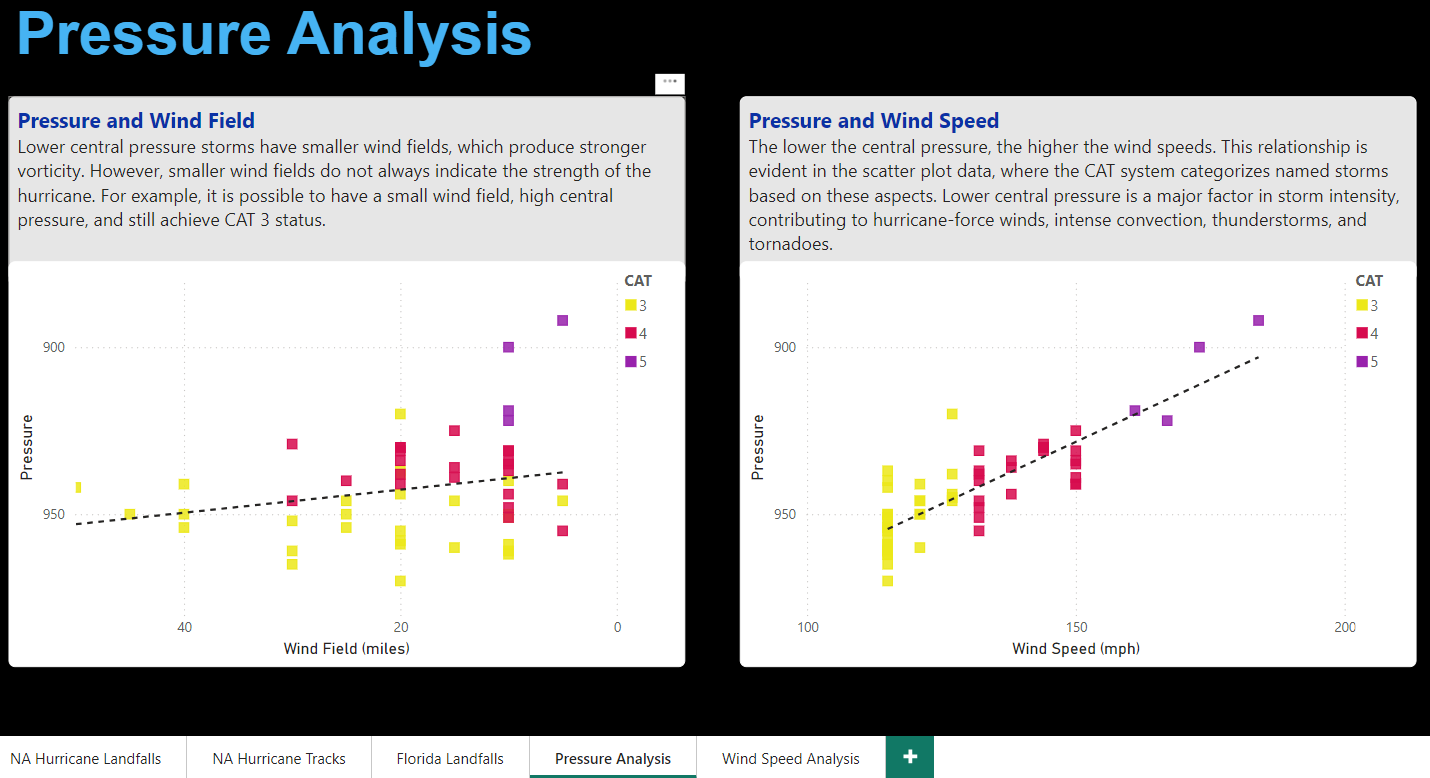 Pressure Analysis
Pressure and Wind Field
Lower central pressure storms have smaller wind fields, which produce stronger
vorticity. However, smaller wind fields do not always indicate the strength of the
hurricane. For example, it is possible to have a small wind field, high central
pressure, and still achieve CAT 3 status.
CAT
3
4
5
900
950
Pressure
40 20 0
Wind Field (miles)
Pressure and Wind Speed
The lower the central pressure, the higher the wind speeds. This relationship is
evident in the scatter plot data, where the CAT system categorizes named storms
based on these aspects. Lower central pressure is a major factor in storm intensity,
contributing to hurricane-force winds, intense convection, thunderstorms, and
tornadoes.
CAT
3
4
5
900
950
Pressure
100 150 200
Wind Speed (mph)
NA Hurricane Landfalls NA Hurricane Tracks Florida Landfalls Pressure Analysis Wind Speed Analysis +